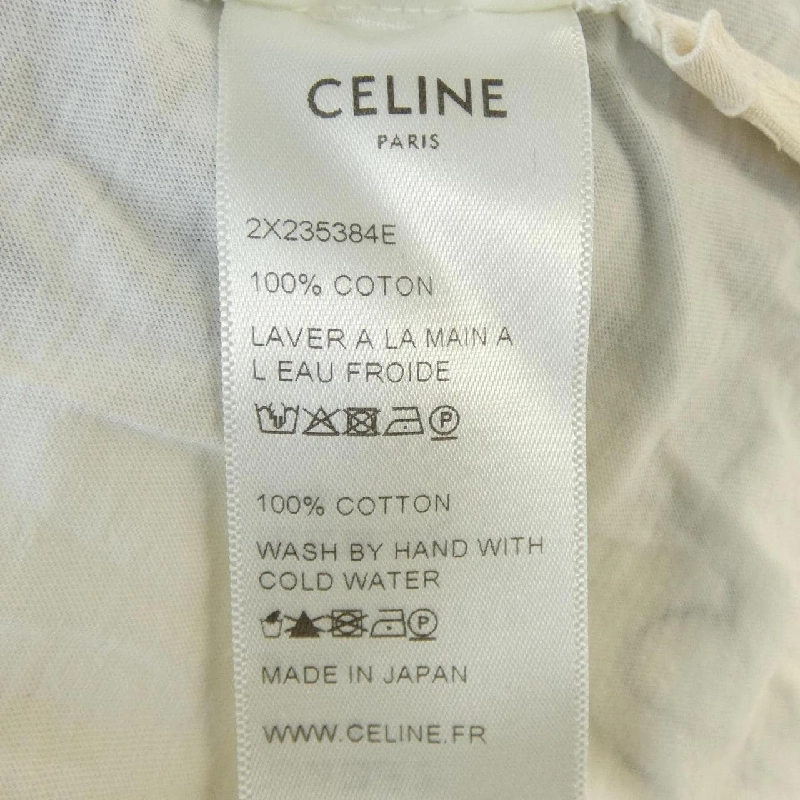 CELINE
PARIS
2X235384E
100% COTON
LAVER A LA MAIN A
L EAU FROIDE
P
100% COTTON
WASH BY HAND WITH
COLD WATER
P
MADE IN JAPAN
WWW.CELINE.FR